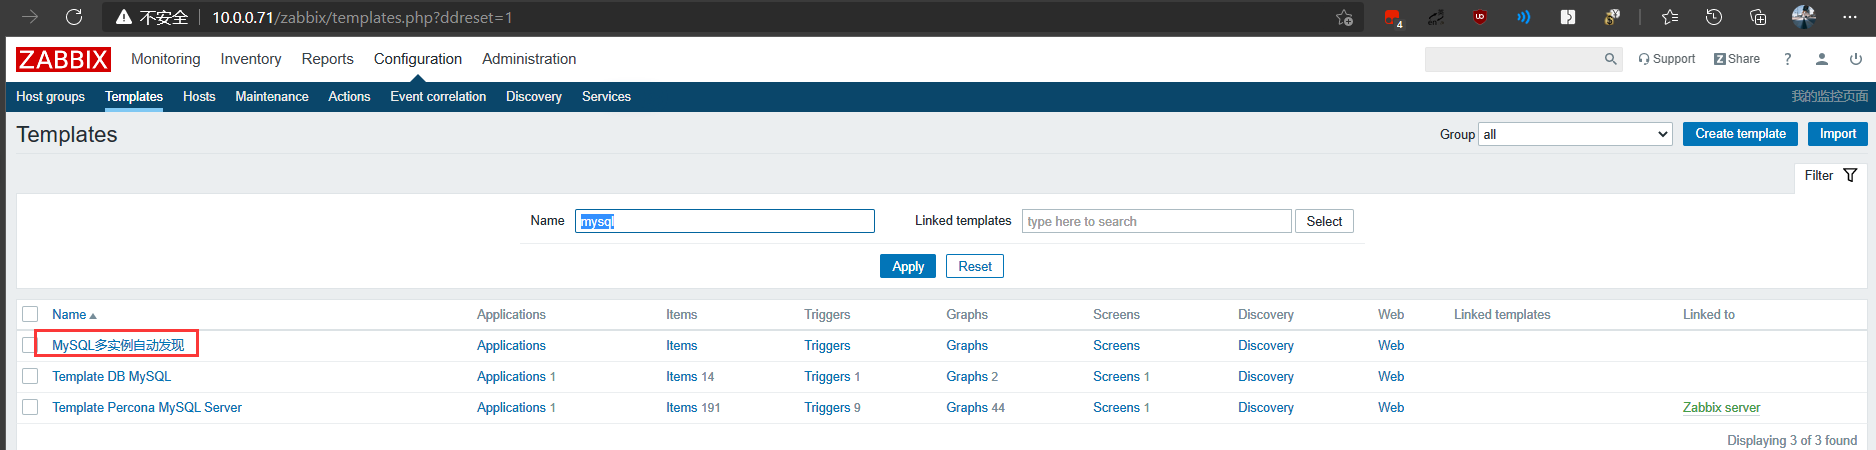 不安全 10.0.0.71/zabbix/templates.php?ddreset=1 4
ZABBIX Monitoring Inventory Reports Configuration Administration Support Z Share ?
Host groups Templates Hosts Maintenance Actions Event correlation Discovery Services 我的监控页面
Templates Group all Create template Import
Filter
Name mysql Linked templates type here to search Select
Apply Reset
Name Applications Items Triggers Graphs Screens Discovery Web Linked templates Linked to
MySQL多实例自动发现 Applications Items Triggers Graphs Screens Discovery Web
Template DB MySQL Applications 1 Items 14 Triggers 1 Graphs 2 Screens 1 Discovery Web
Template Percona MySQL Server Applications 1 Items 191 Triggers 9 Graphs 44 Screens 1 Discovery Web Zabbix server
Displaying 3 of 3 found